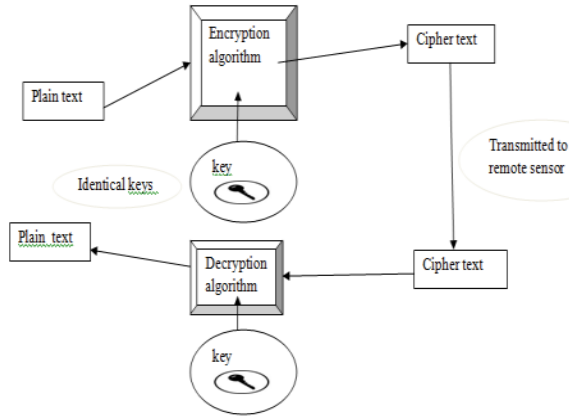 Encryption
algorithm
Cipher text
Plain text
Transmitted to
remote sensor
key
Identical keys
Plain text
Decryption
algorithm
Cipher text
key